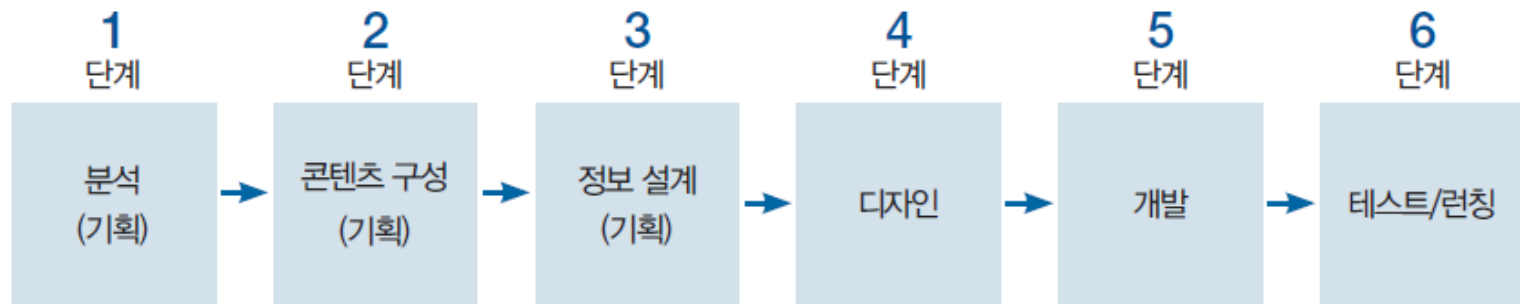 1
단계
분석
(기획)
2
단계
콘텐츠 구성
(기획)
3
단계
정보 설계
(기획)
4
단계
디자인
5
단계
개발
6
단계
테스트/런칭